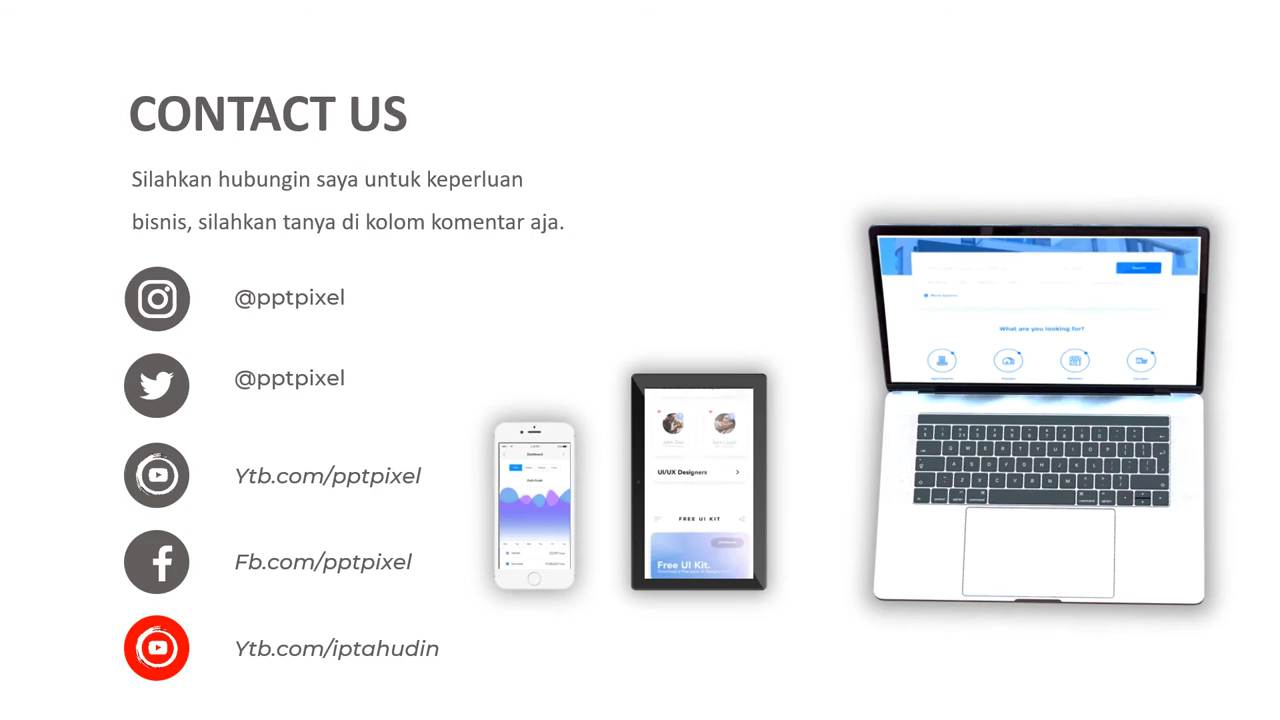 CONTACT US
Silahkan hubungin saya untuk keperluan
bisnis, silahkan tanya di kolom komentar aja.
@pptpixel
@pptpixel
Ytb.com/pptpixel
Fb.com/pptpixel
Ytb.com/iptahudin
Dashboard
UI/UX Designers
FREE UI KIT
Free UI Kit.
Search
What are you looking for?